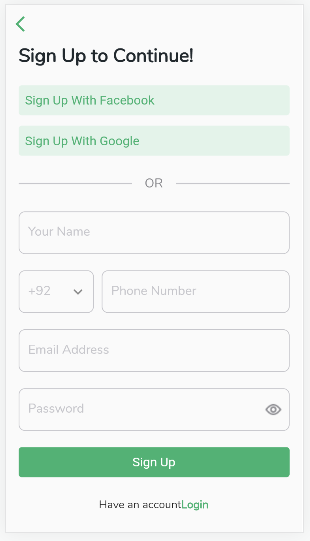 Sign Up to Continue!
Sign Up With Facebook
Sign Up With Google
OR
Your Name
+92 Phone Number
Email Address
Password
Sign Up
Have an accountLogin